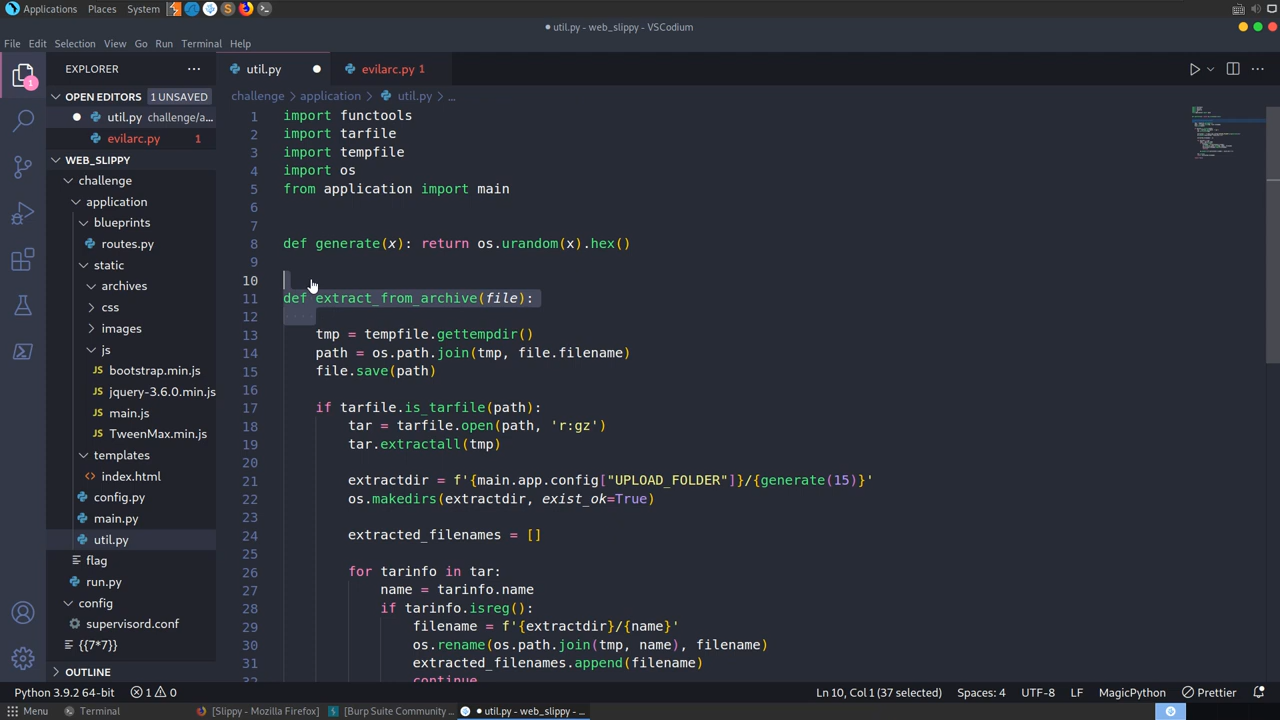 Applications Places System
util.py - web_slippy - VSCodium
File Edit Selection View Go Run Terminal Help
EXPLORER
util.py
evilarc.py 1
OPEN EDITORS 1 UNSAVED
util.py challenge/a...
evilarc.py 1
WEB_SLIPPY
challenge
application
blueprints
routes.py
static
archives
css
images
js
JS bootstrap.min.js
JS jquery-3.6.0.min.js
JS main.js
JS TweenMax.min.js
templates
index.html
config.py
main.py
util.py
flag
run.py
config
supervisord.conf
{{7*7}}
OUTLINE
challenge > application > util.py > ...
1 import functools
2 import tarfile
3 import tempfile
4 import os
5 from application import main
6
7
8 def generate(x): return os.urandom(x).hex()
9
10
11 def extract_from_archive(file):
12
13 tmp = tempfile.gettempdir()
14 path = os.path.join(tmp, file.filename)
15 file.save(path)
16
17 if tarfile.is_tarfile(path):
18 tar = tarfile.open(path, 'r:gz')
19 tar.extractall(tmp)
20
21 extractdir = f'{main.app.config["UPLOAD_FOLDER"]}/{generate(15)}'
22 os.makedirs(extractdir, exist_ok=True)
23
24 extracted_filenames = []
25
26 for tarinfo in tar:
27 name = tarinfo.name
28 if tarinfo.isreg():
29 filename = f'{extractdir}/{name}'
30 os.rename(os.path.join(tmp, name), filename)
31 extracted_filenames.append(filename)
32 continue
Python 3.9.2 64-bit 1 0
Ln 10, Col 1 (37 selected) Spaces: 4 UTF-8 LF MagicPython Prettier
Menu Terminal [Slippy - Mozilla Firefox] [Burp Suite Community ... util.py - web_slippy - ...